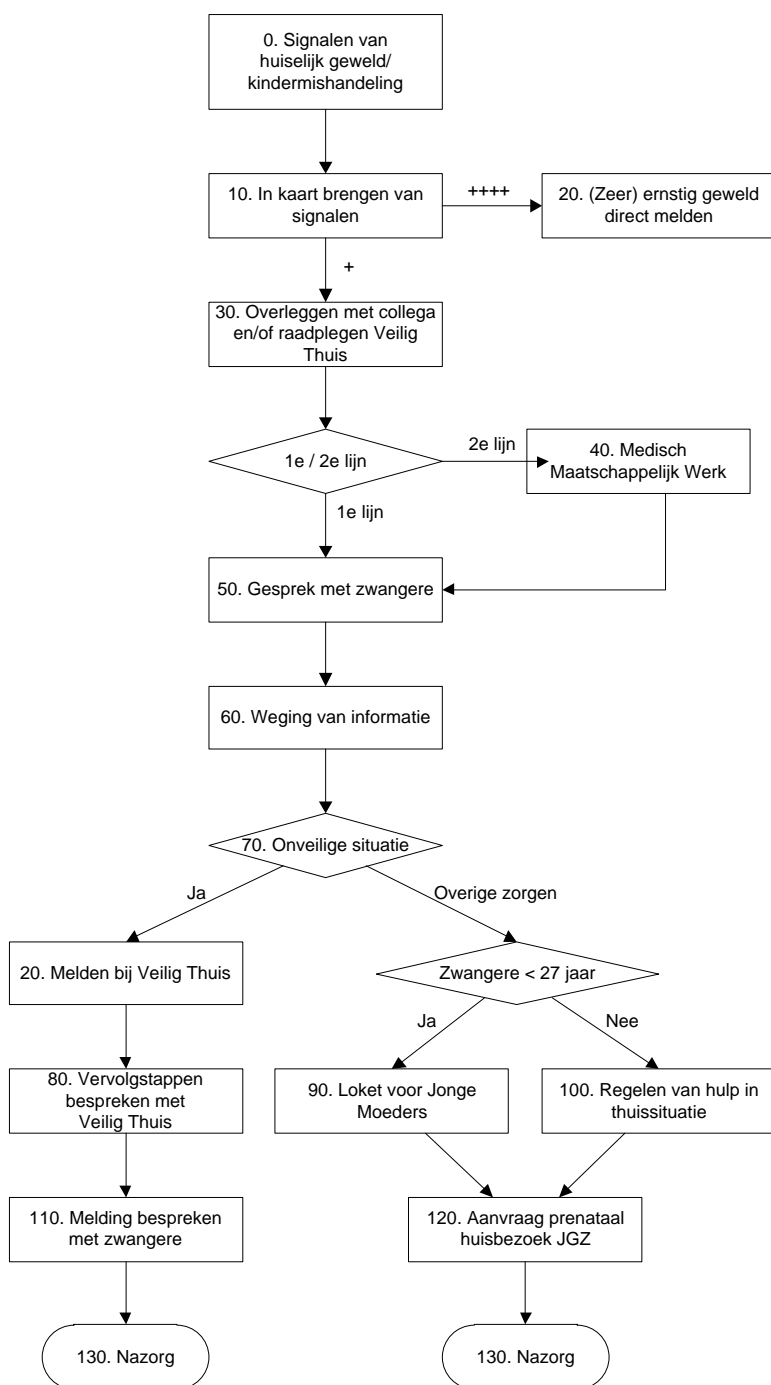 0. Signalen van
huiselijk geweld/
kindermishandeling
10. In kaart brengen van
signalen
++++
20. (Zeer) ernstig geweld
direct melden
+
30. Overleggen met collega
en/of raadplegen Veilig
Thuis
1e / 2e lijn
2e lijn
40. Medisch
Maatschappelijk Werk
1e lijn
50. Gesprek met zwangere
60. Weging van informatie
70. Onveilige situatie
Ja
Overige zorgen
20. Melden bij Veilig Thuis
Zwangere < 27 jaar
Ja
Nee
80. Vervolgstappen
bespreken met
Veilig Thuis
90. Loket voor Jonge
Moeders
100. Regelen van hulp in
thuissituatie
110. Melding bespreken
met zwangere
120. Aanvraag prenataal
huisbezoek JGZ
130. Nazorg
130. Nazorg